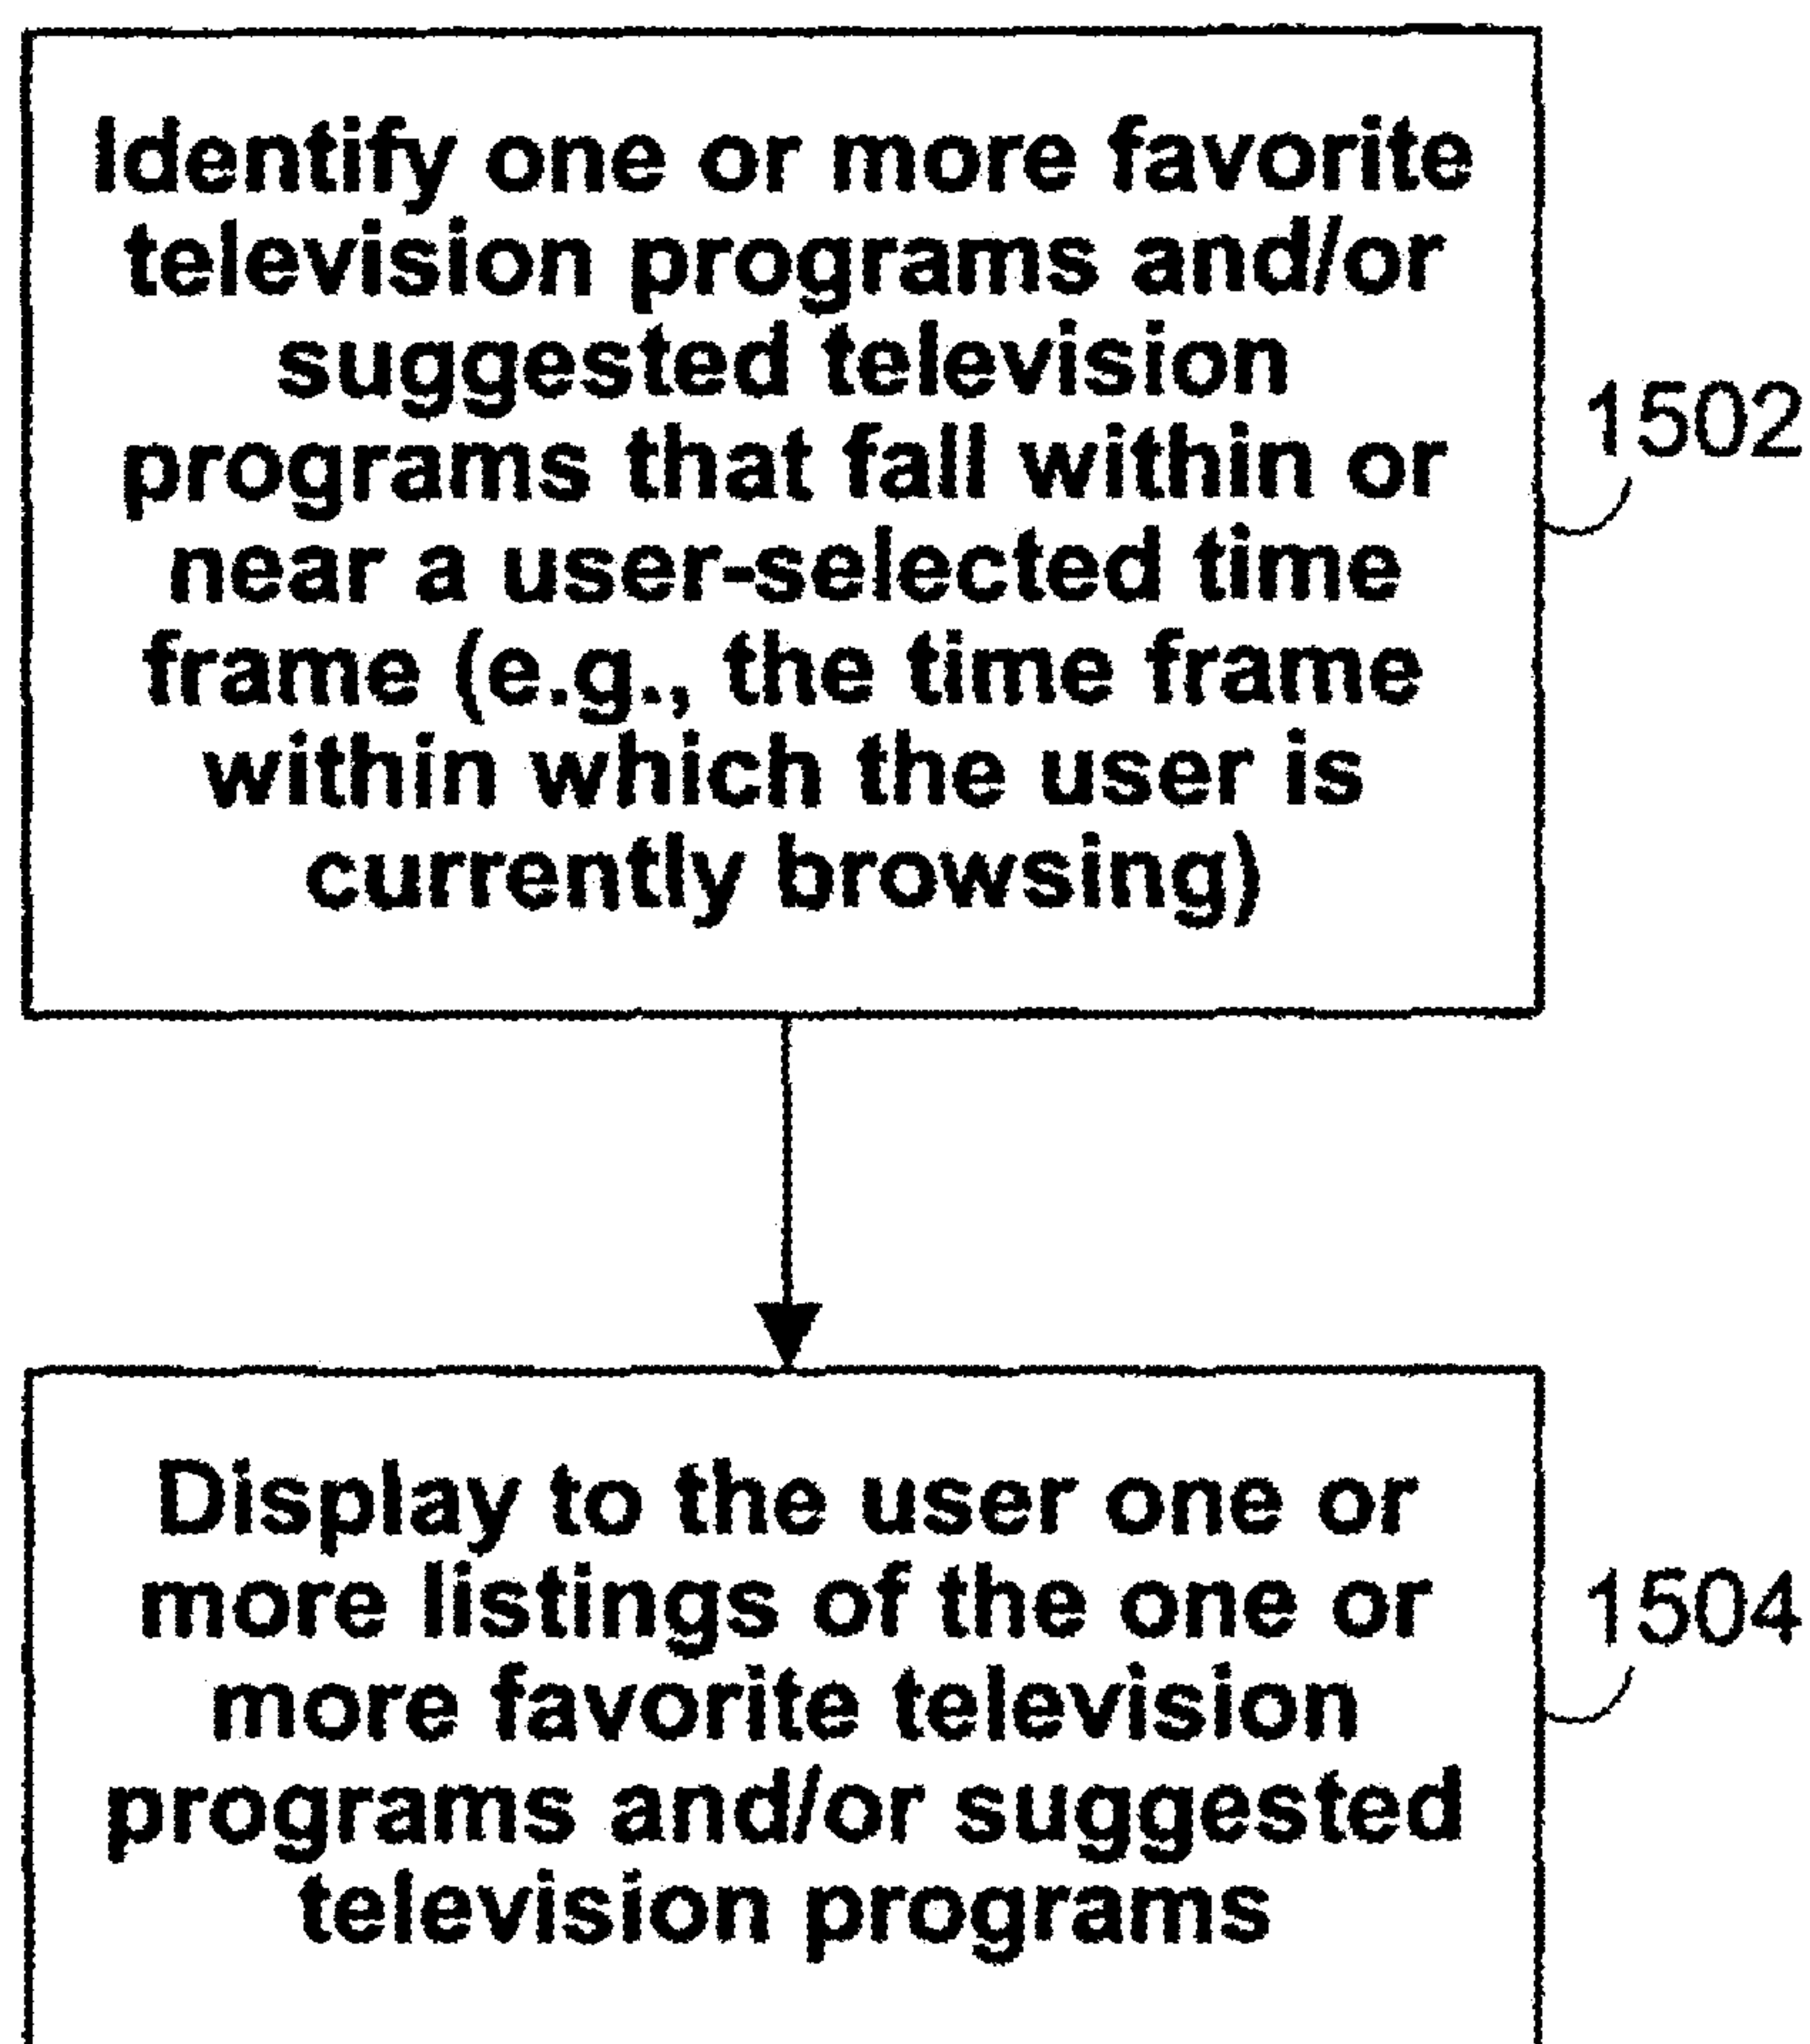 Identify one or more favorite
television programs and/or
suggested television
programs that fall within or
near a user-selected time
frame (e.g., the time frame
within which the user is
currently browsing)
1502
Display to the user one or
more listings of the one or
more favorite television
programs and/or suggested
television programs
1504